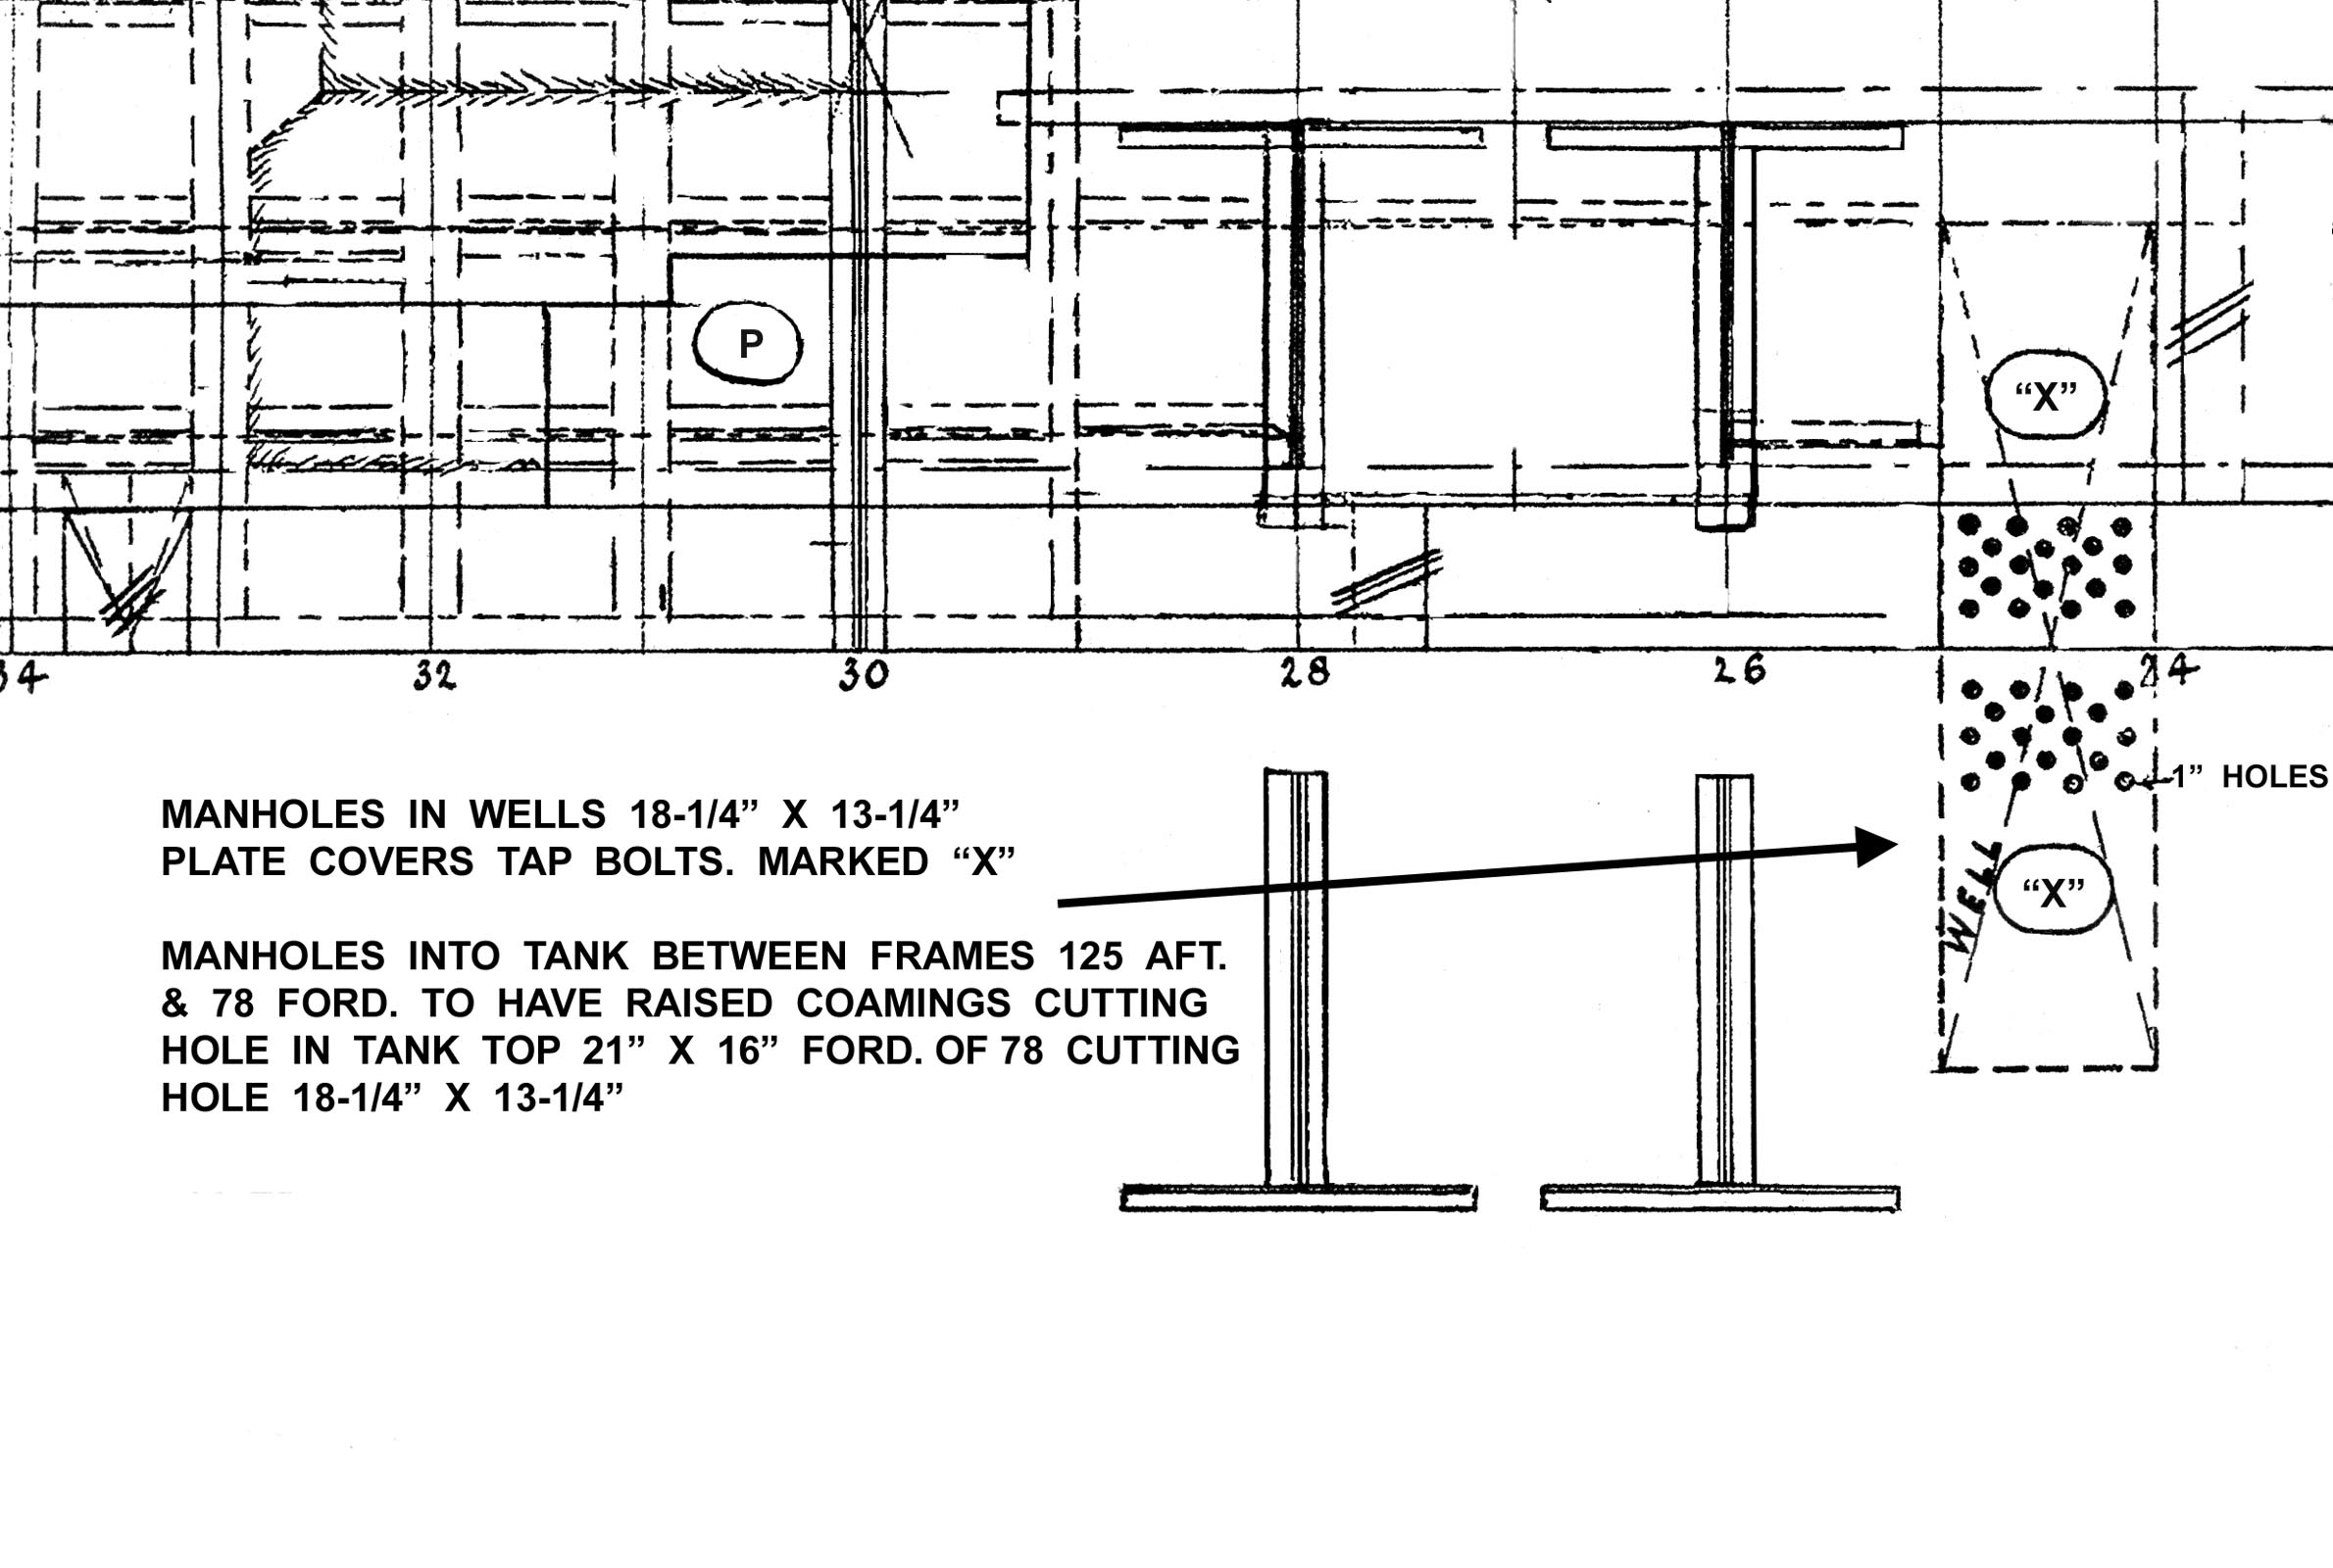 P
“X”
34 32 30 28 26 24
1” HOLES
MANHOLES IN WELLS 18-1/4” X 13-1/4”
PLATE COVERS TAP BOLTS. MARKED “X”
WELL
“X”
MANHOLES INTO TANK BETWEEN FRAMES 125 AFT.
& 78 FORD. TO HAVE RAISED COAMINGS CUTTING
HOLE IN TANK TOP 21” X 16” FORD. OF 78 CUTTING
HOLE 18-1/4” X 13-1/4”